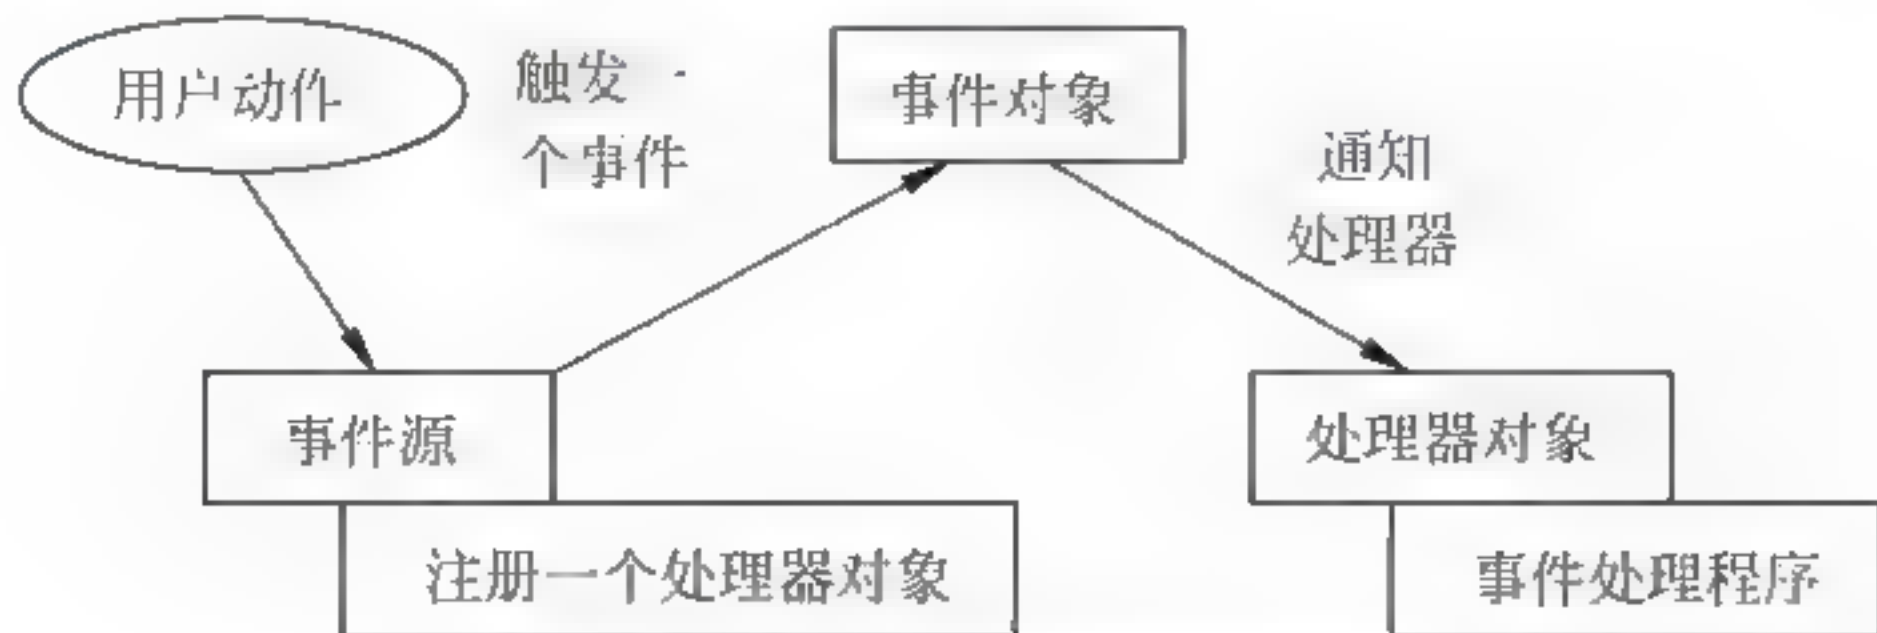 用户动作
触发一
个事件
事件对象
通知
处理器
事件源
处理器对象
注册一个处理器对象
事件处理程序